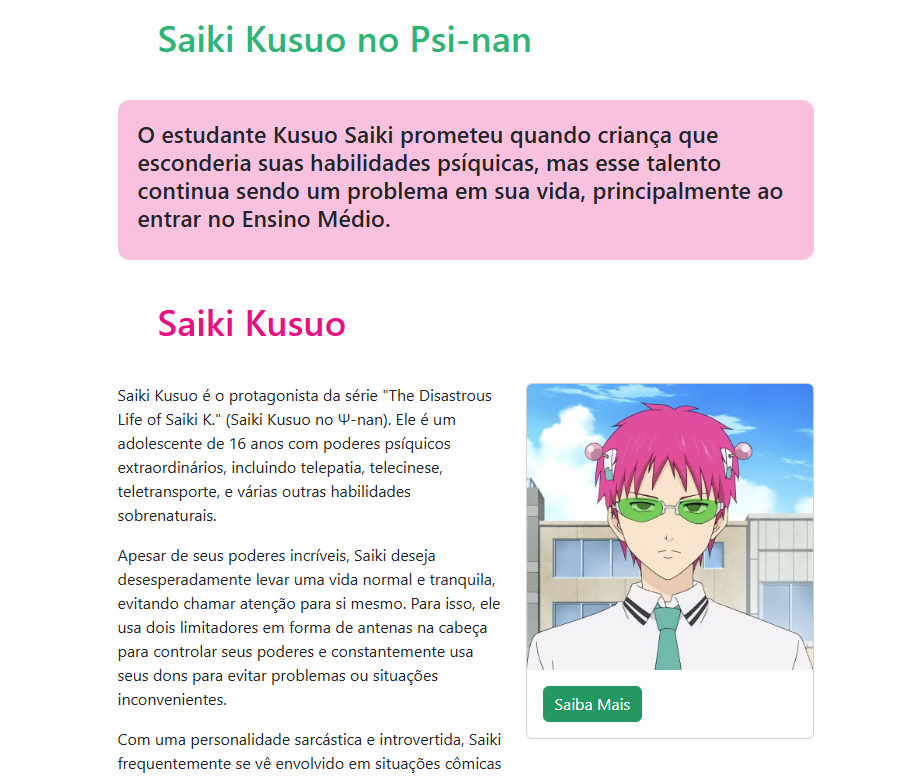 Saiki Kusuo no Psi-nan
O estudante Kusuo Saiki prometeu quando criança que
esconderia suas habilidades psíquicas, mas esse talento
continua sendo um problema em sua vida, principalmente ao
entrar no Ensino Médio.
Saiki Kusuo
Saiki Kusuo é o protagonista da série "The Disastrous
Life of Saiki K." (Saiki Kusuo no Ψ-nan). Ele é um
adolescente de 16 anos com poderes psíquicos
extraordinários, incluindo telepatia, telecinese,
teletransporte, e várias outras habilidades
sobrenaturais.
Apesar de seus poderes incríveis, Saiki deseja
desesperadamente levar uma vida normal e tranquila,
evitando chamar atenção para si mesmo. Para isso, ele
usa dois limitadores em forma de antenas na cabeça
para controlar seus poderes e constantemente usa
seus dons para evitar problemas ou situações
inconvenientes.
Com uma personalidade sarcástica e introvertida, Saiki
frequentemente se vê envolvido em situações cômicas
Saiba Mais